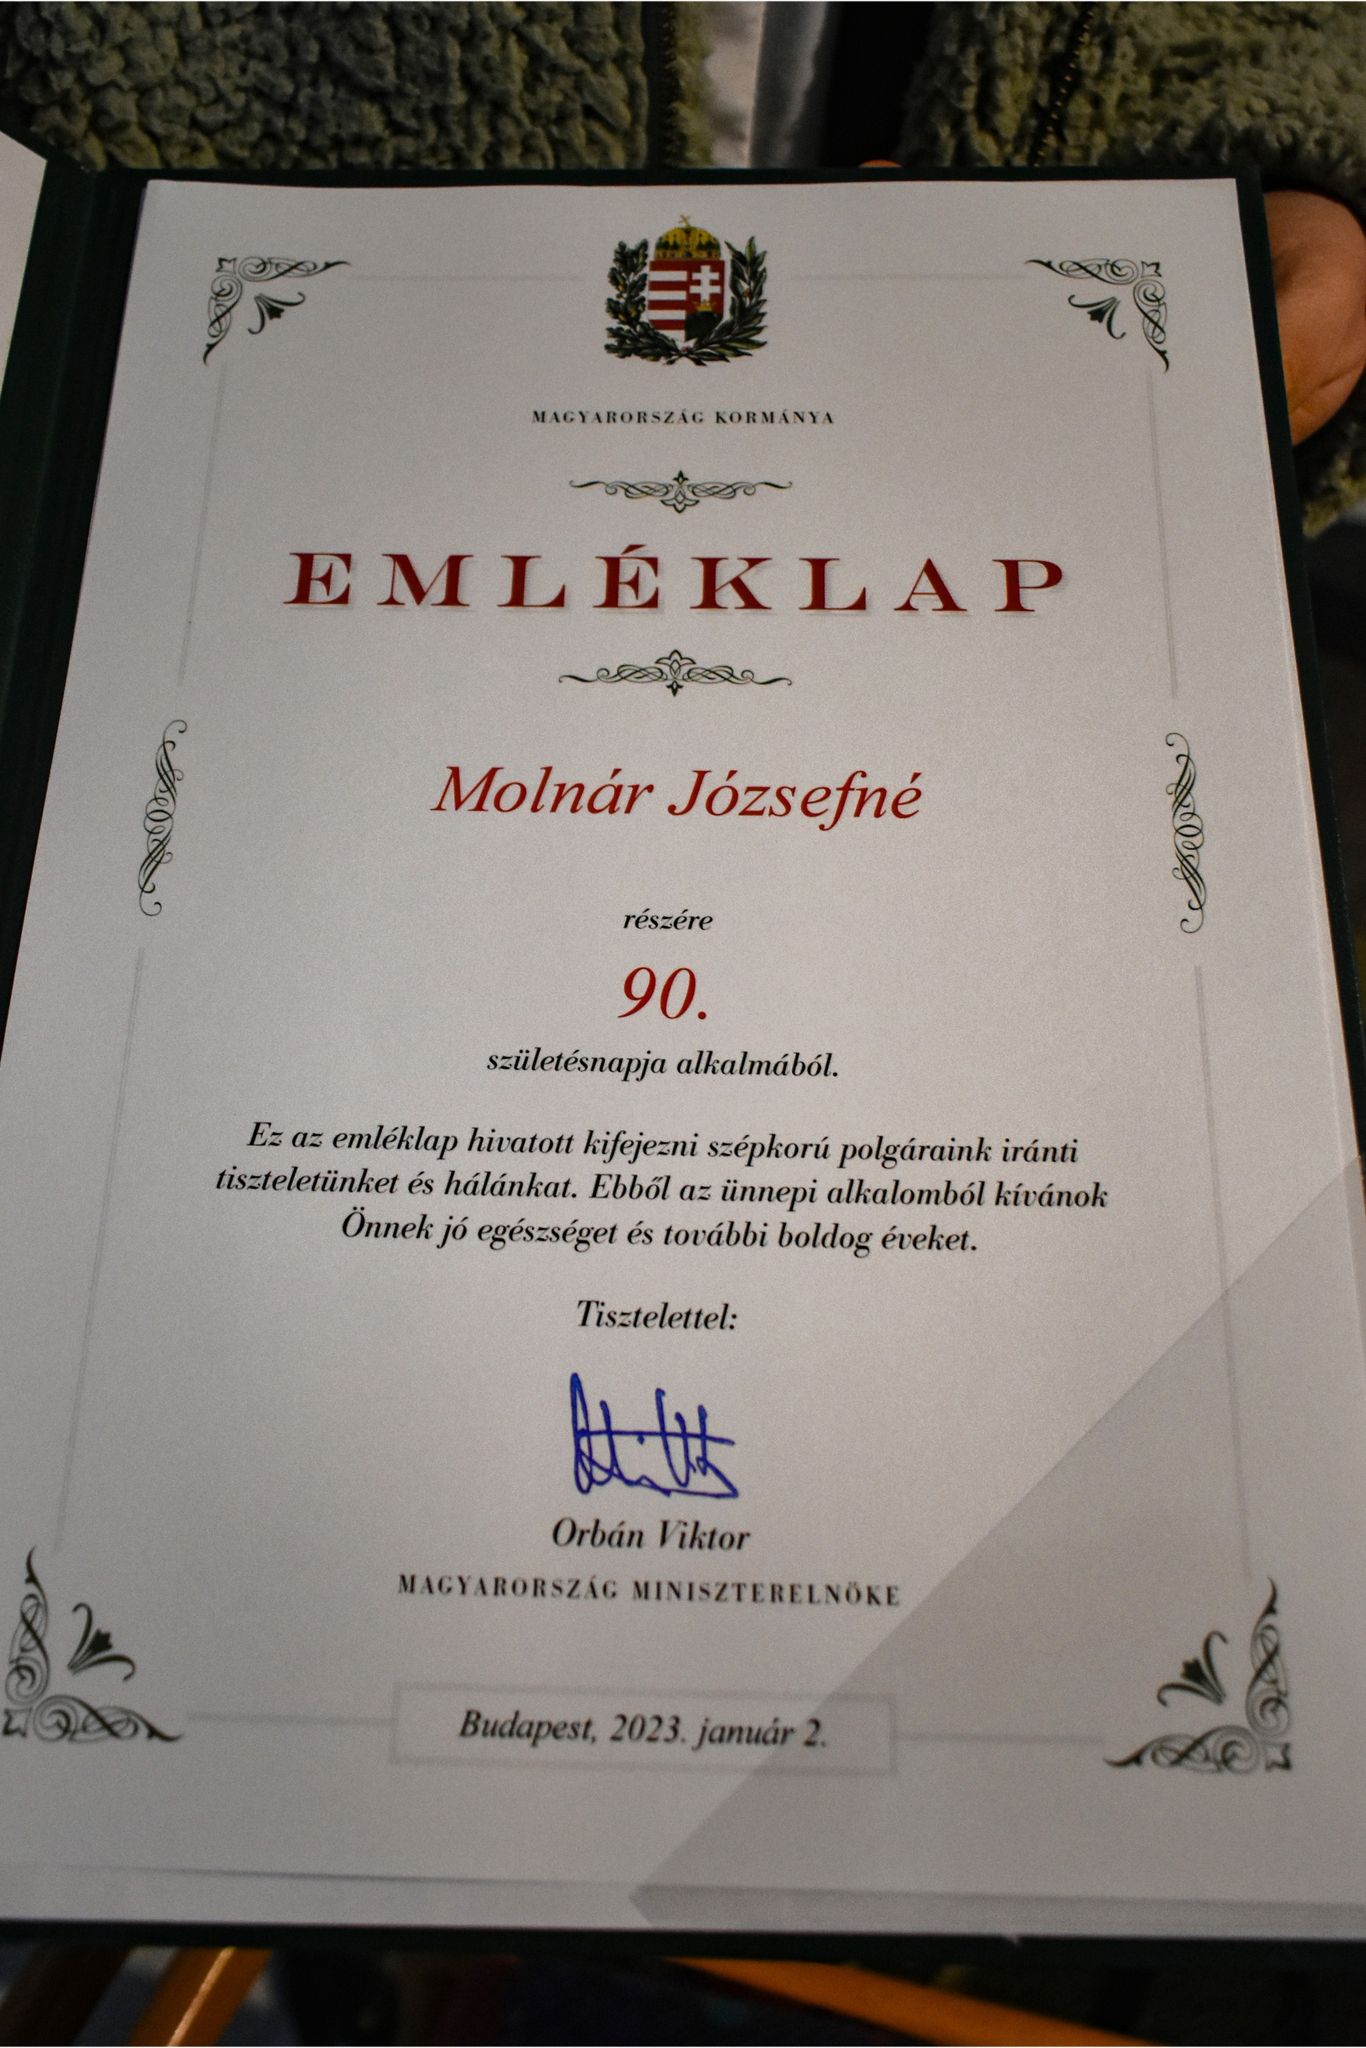 MAGYARORSZÁG KORMÁNYA
EMLÉKLAP
Molnár Józsefné
részére
90.
születésnapja alkalmából.
Ez az emléklap hivatott kifejezni szépkorú polgáraink iránti
tiszteletünket és hálánkat. Ebből az ünnepi alkalomból kívánok
Önnek jó egészséget és további boldog éveket.
Tisztelettel:
Orbán Viktor
MAGYARORSZÁG MINISZTERELNÖKE
Budapest, 2023. január 2.